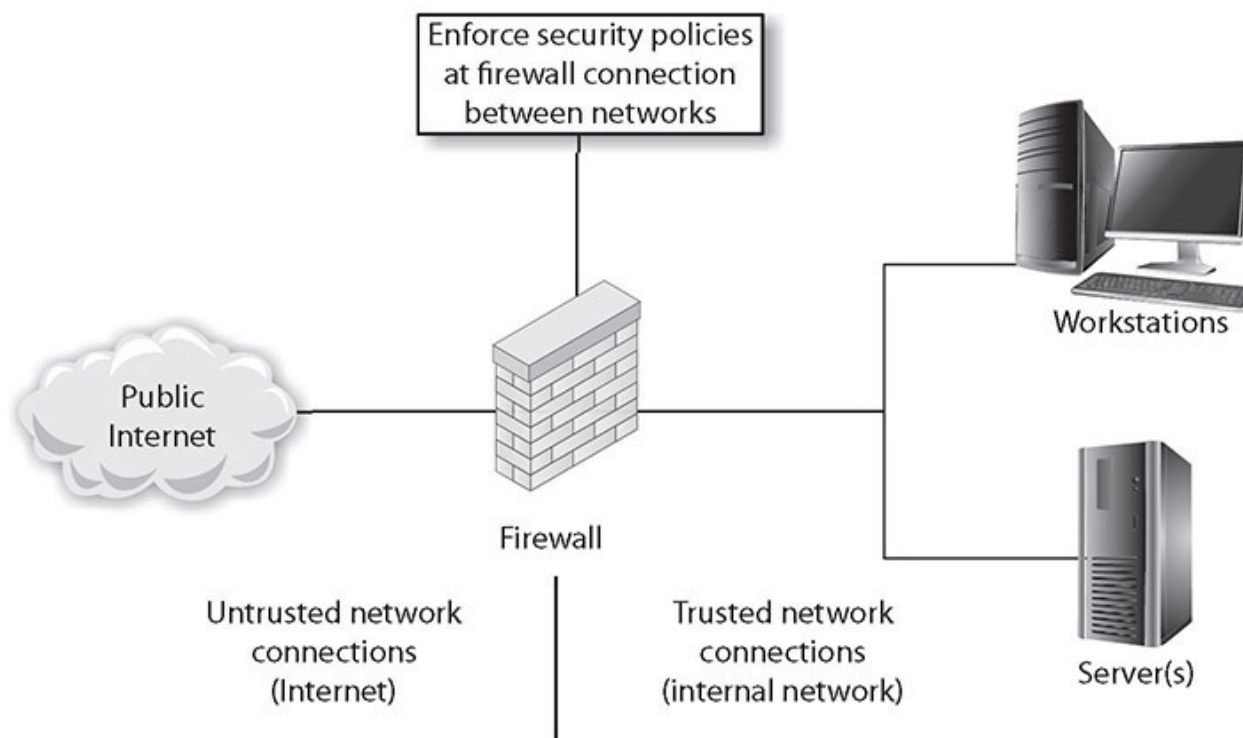 Enforce security policies
at firewall connection
between networks
Workstations
Public
Internet
Firewall
Untrusted network
connections
(Internet)
Trusted network
connections
(internal network)
Server(s)